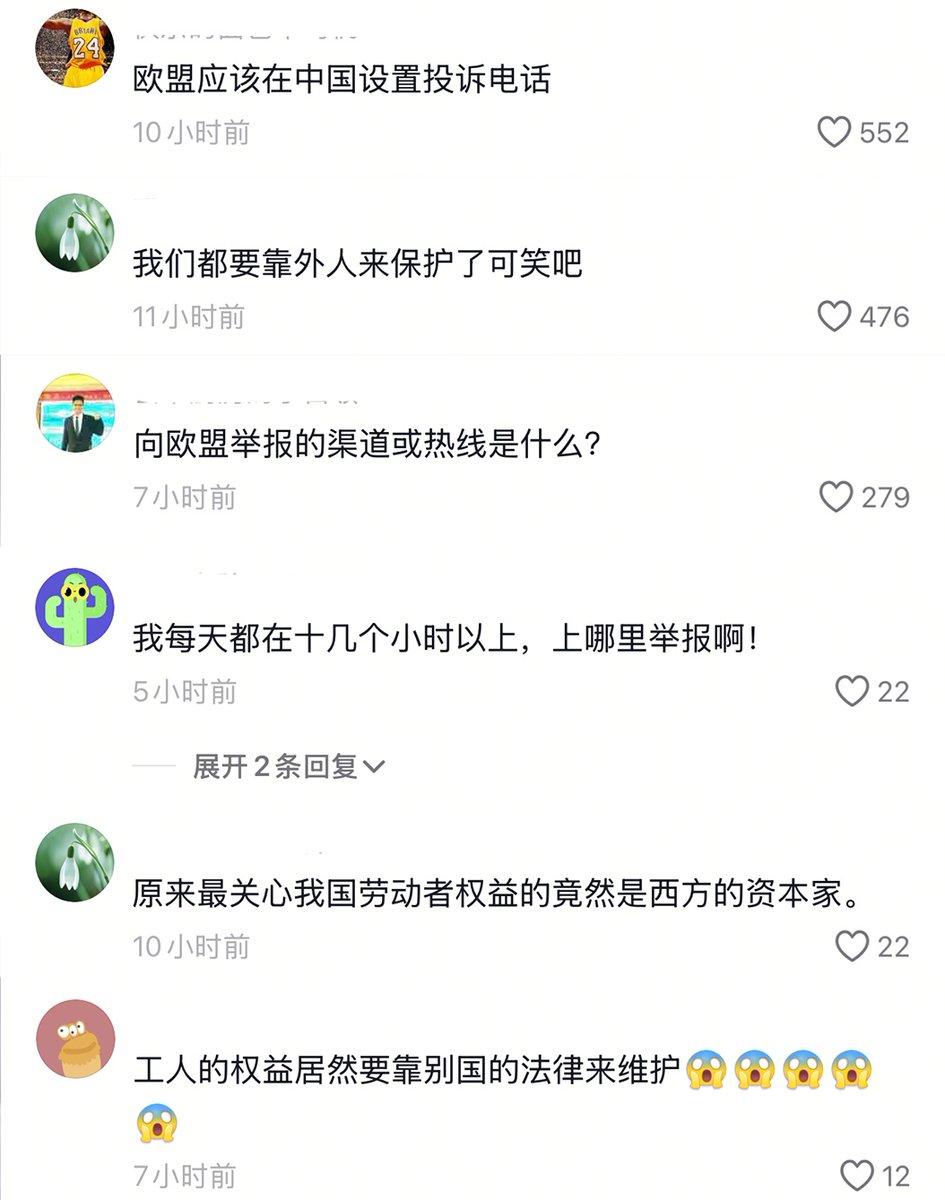 BRYANT
24
欧盟应该在中国设置投诉电话
10小时前
552
我们都要靠外人来保护了可笑吧
11小时前
476
向欧盟举报的渠道或热线是什么?
7小时前
279
我每天都在十几个小时以上，上哪里举报啊!
5小时前
22
展开2条回复
原来最关心我国劳动者权益的竟然是西方的资本家。
10小时前
22
工人的权益居然要靠别国的法律来维护😱😱😱😱
😱
7小时前
12